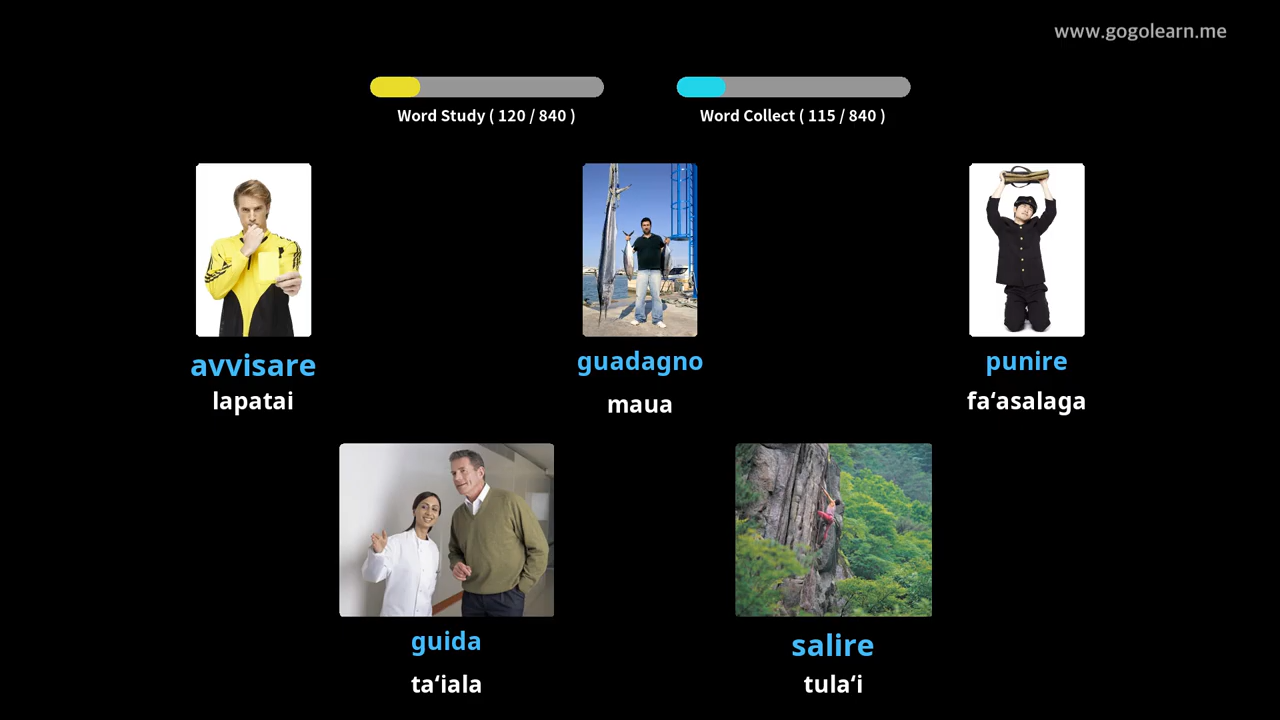 www.gogolearn.me
Word Study ( 120 / 840 )
Word Collect ( 115 / 840 )
avvisare
lapatai
guadagno
maua
punire
fa‘asalaga
guida
ta‘iala
salire
tula‘i